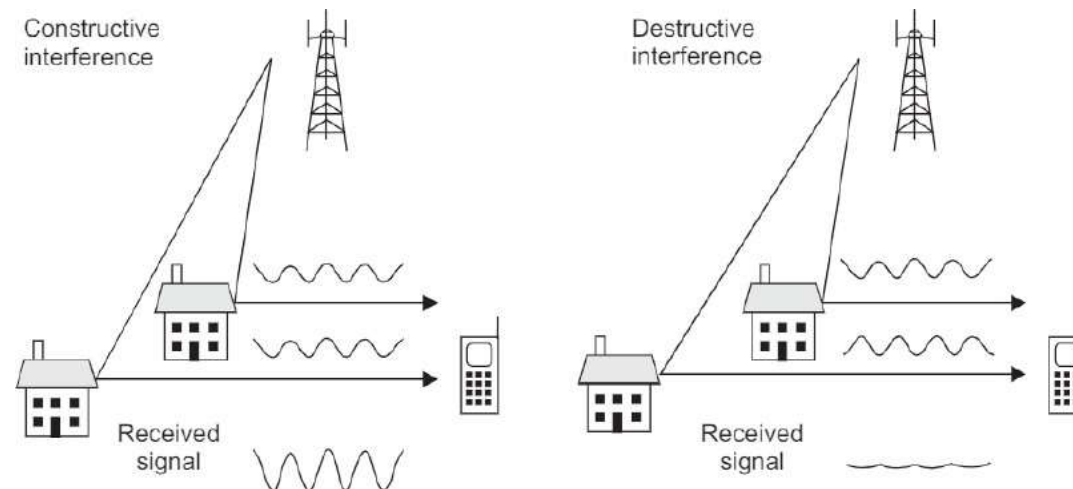 Constructive
interference
Received
signal
Destructive
interference
Received
signal